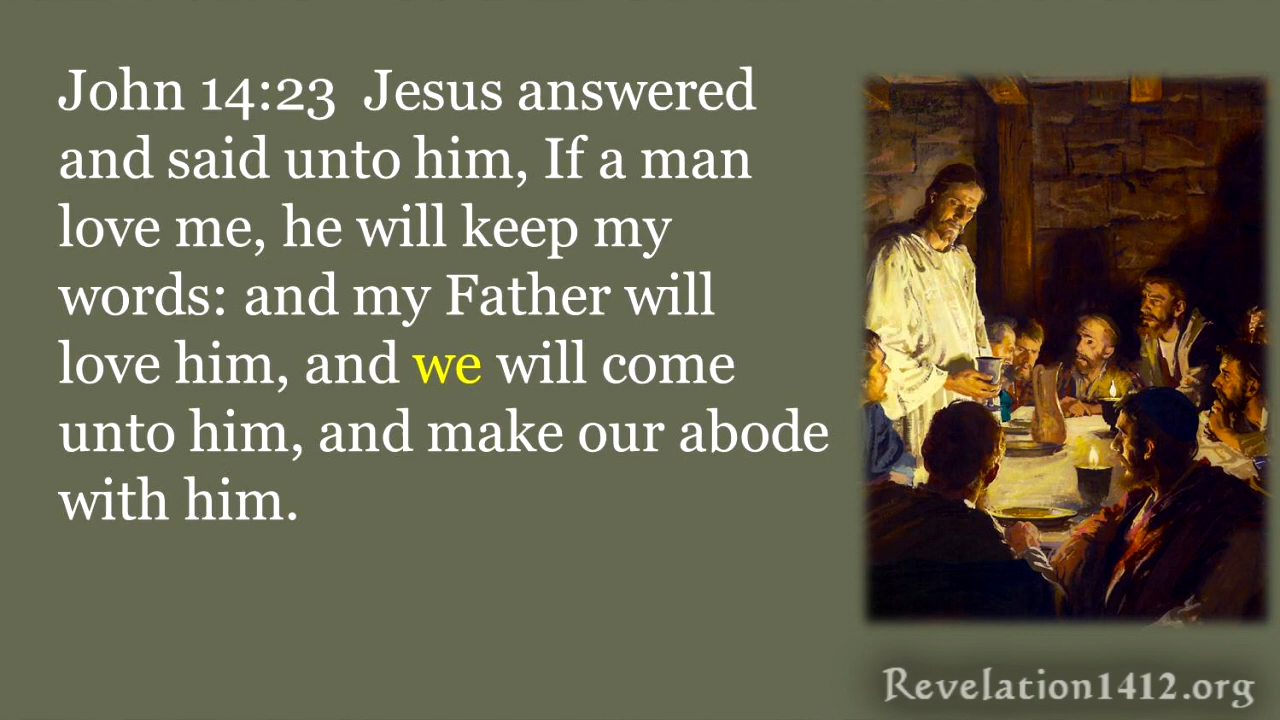 John 14:23  Jesus answered
and said unto him, If a man
love me, he will keep my
words: and my Father will
love him, and we will come
unto him, and make our abode
with him.
Revelation1412.org